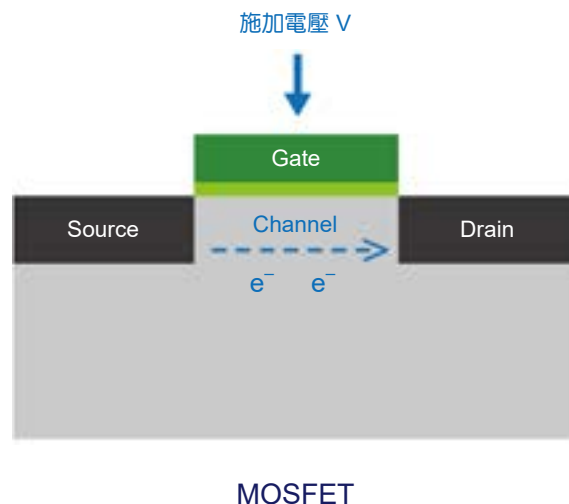 施加電壓 V
Gate
Source Channel Drain
e⁻ e⁻
MOSFET